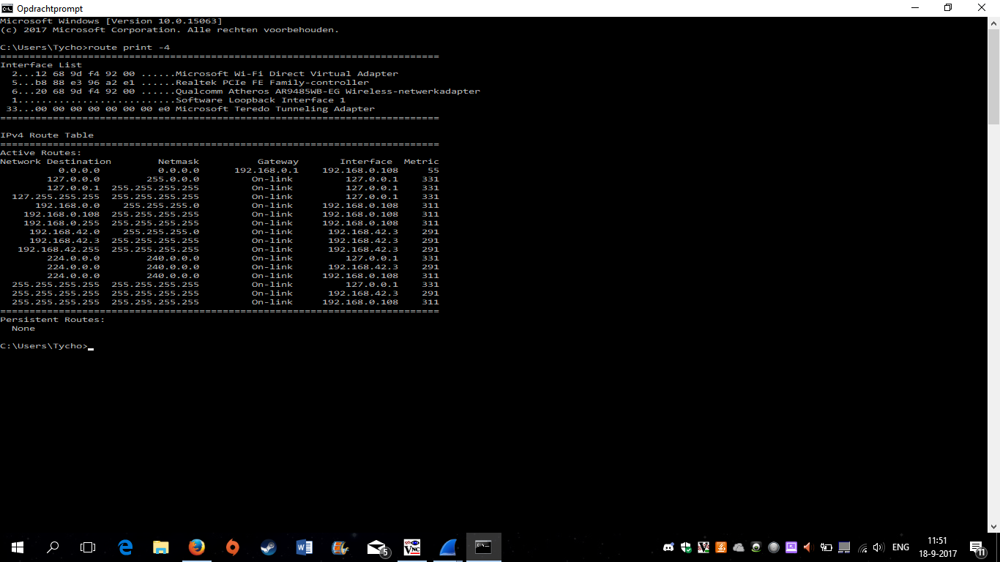 Opdrachtprompt
Microsoft Windows [Version 10.0.15063]
(c) 2017 Microsoft Corporation. Alle rechten voorbehouden.
C:\Users\Tycho>route print -4
===========================================================================
Interface List
  2...12 68 9d f4 92 00 ......Microsoft Wi-Fi Direct Virtual Adapter
  5...b8 88 e3 96 a2 e1 ......Realtek PCIe FE Family-controller
  6...20 68 9d f4 92 00 ......Qualcomm Atheros AR9485WB-EG Wireless-netwerkadapter
  1...........................Software Loopback Interface 1
 33...00 00 00 00 00 00 00 e0 Microsoft Teredo Tunneling Adapter
===========================================================================
IPv4 Route Table
===========================================================================
Active Routes:
Network Destination        Netmask          Gateway       Interface  Metric
          0.0.0.0          0.0.0.0      192.168.0.1    192.168.0.108     55
        127.0.0.0        255.0.0.0         On-link         127.0.0.1    331
        127.0.0.1  255.255.255.255         On-link         127.0.0.1    331
  127.255.255.255  255.255.255.255         On-link         127.0.0.1    331
      192.168.0.0    255.255.255.0         On-link     192.168.0.108    311
    192.168.0.108  255.255.255.255         On-link     192.168.0.108    311
    192.168.0.255  255.255.255.255         On-link     192.168.0.108    311
     192.168.42.0    255.255.255.0         On-link      192.168.42.3    291
     192.168.42.3  255.255.255.255         On-link      192.168.42.3    291
   192.168.42.255  255.255.255.255         On-link      192.168.42.3    291
        224.0.0.0        240.0.0.0         On-link         127.0.0.1    331
        224.0.0.0        240.0.0.0         On-link      192.168.42.3    291
        224.0.0.0        240.0.0.0         On-link     192.168.0.108    311
  255.255.255.255  255.255.255.255         On-link         127.0.0.1    331
  255.255.255.255  255.255.255.255         On-link      192.168.42.3    291
  255.255.255.255  255.255.255.255         On-link     192.168.0.108    311
===========================================================================
Persistent Routes:
  None
C:\Users\Tycho>
5
VNC
ENG
11:51
18-9-2017
11